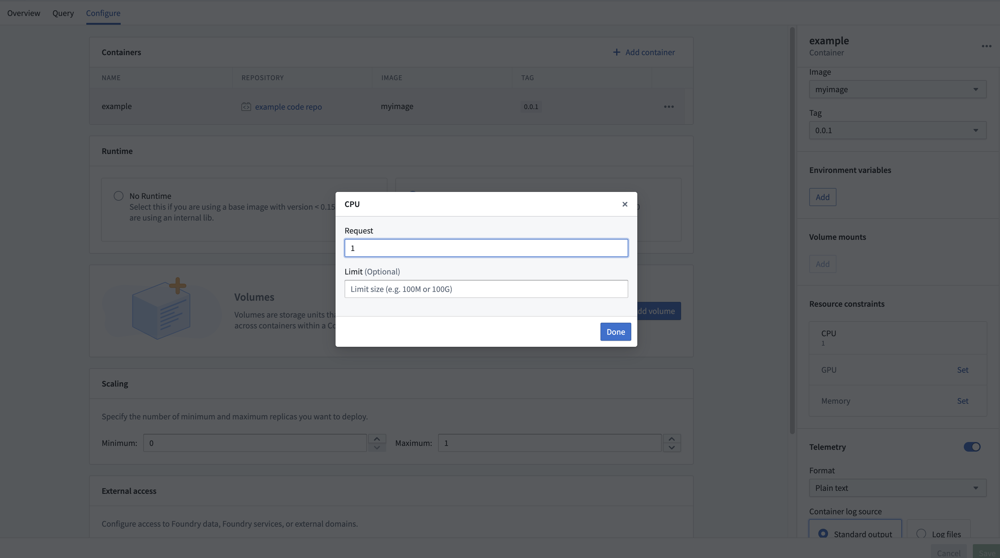 Overview Query Configure
Containers
Add container
NAME REPOSITORY IMAGE TAG
example example code repo myimage 0.0.1
Runtime
No Runtime
Select this if you are using a base image with version < 0.15
are using an internal lib.
Volumes
Volumes are storage units tha
across containers within a Co
dd volume
CPU
Request
1
Limit (Optional)
Limit size (e.g. 100M or 100G)
Done
Scaling
Specify the number of minimum and maximum replicas you want to deploy.
Minimum: 0 Maximum: 1
External access
Configure access to Foundry data, Foundry services, or external domains.
example
Container
Image
myimage
Tag
0.0.1
Environment variables
Add
Volume mounts
Add
Resource constraints
CPU
1
GPU Set
Memory Set
Telemetry
Format
Plain text
Container log source
Standard output Log files
Cancel Save